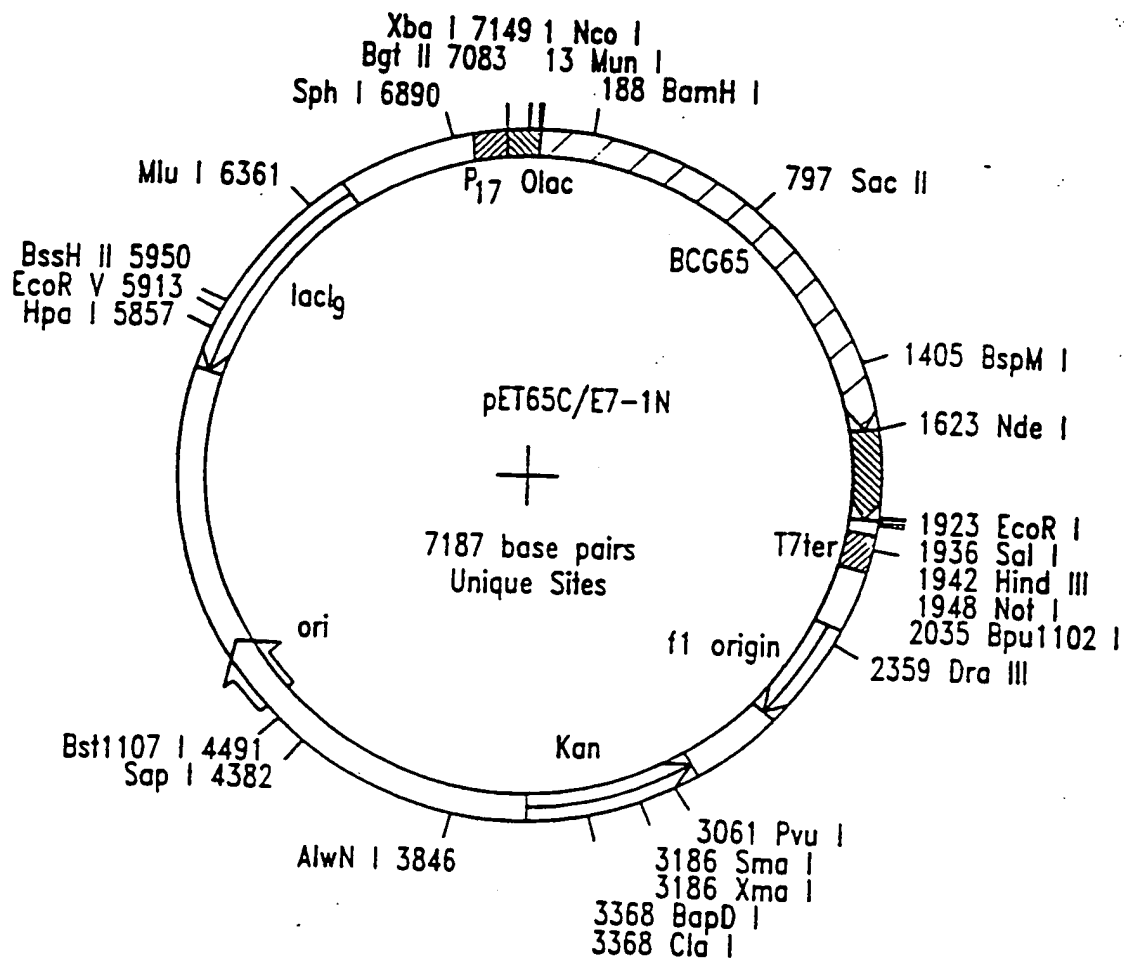 Xba I 7149 1 Nco I
Bgt II 7083 13 Mun I
Sph I 6890 188 BamH I
Mlu I 6361
P17 Olac
797 Sac II
BssH II 5950
EcoR V 5913
Hpa I 5857
lacIg
BCG65
1405 BspM I
pET65C/E7-1N
1623 Nde I
7187 base pairs
Unique Sites
T7ter
1923 EcoR I
1936 Sal I
1942 Hind III
1948 Not I
2035 Bpu1102 I
ori
f1 origin
2359 Dra III
Bst1107 I 4491
Sap I 4382
Kan
AlwN I 3846
3061 Pvu I
3186 Sma I
3186 Xma I
3368 BapD I
3368 Cla I